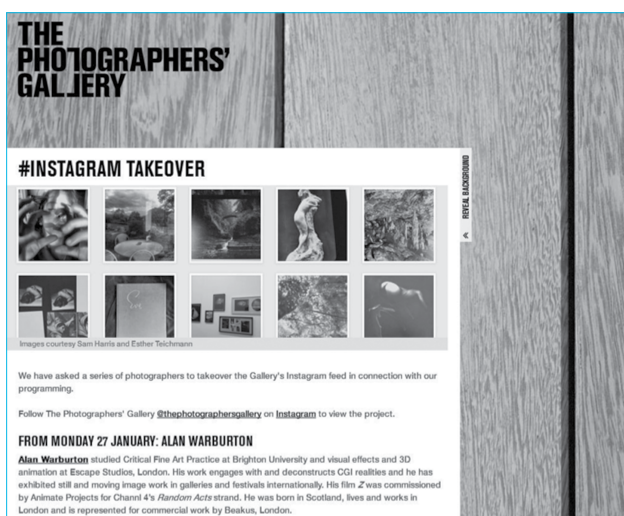 THE
PHOTOGRAPHERS'
GALLERY
#INSTAGRAM TAKEOVER
REVEAL BACKGROUND
Images courtesy Sam Harris and Esther Teichmann
We have asked a series of photographers to takeover the Gallery's Instagram feed in connection with our
programming.
Follow The Photographers' Gallery @thephotographersgallery on Instagram to view the project.
FROM MONDAY 27 JANUARY: ALAN WARBURTON
Alan Warburton studied Critical Fine Art Practice at Brighton University and visual effects and 3D
animation at Escape Studios, London. His work engages with and deconstructs CGI realities and he has
exhibited still and moving image work in galleries and festivals internationally. His film Z was commissioned
by Animate Projects for Channl 4's Random Acts strand. He was born in Scotland, lives and works in
London and is represented for commercial work by Beakus, London.